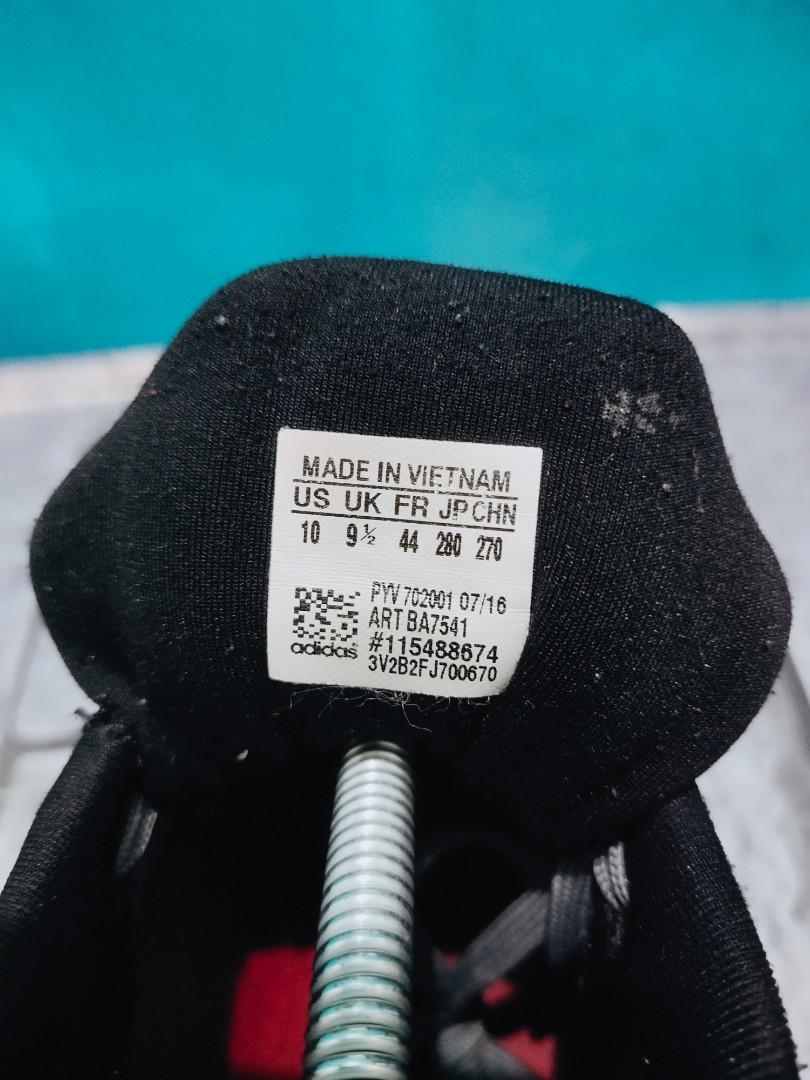 MADE IN VIETNAM
US UK FR JP CHN
10 9½ 44 280 270
PYV 702001 07/16
ART BA7541
#115488674
adidas
3V2B2FJ700670